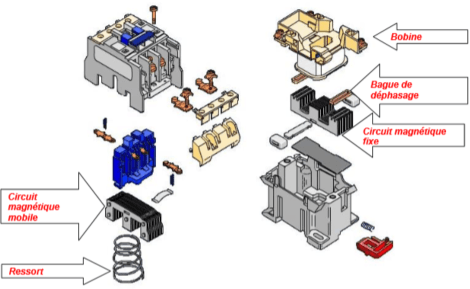 Bobine
Bague de
déphasage
Circuit magnétique
fixe
Circuit
magnétique
mobile
Ressort